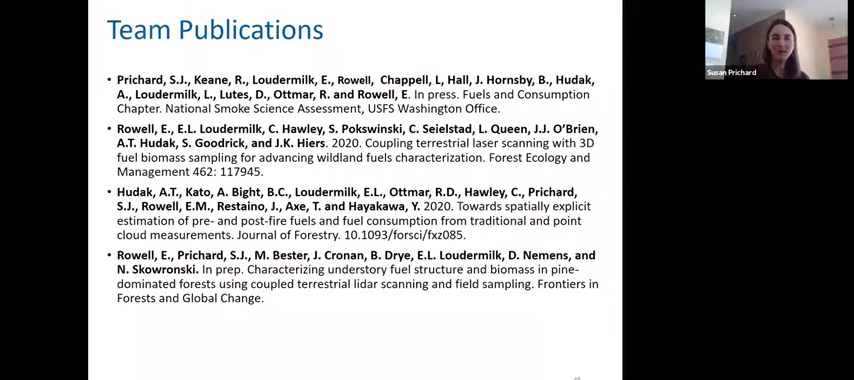 Team Publications
• Prichard, S.J., Keane, R., Loudermilk, E., Rowell, Chappell, L, Hall, J. Hornsby, B., Hudak,
A., Loudermilk, L., Lutes, D., Ottmar, R. and Rowell, E. In press. Fuels and Consumption
Chapter. National Smoke Science Assessment, USFS Washington Office.
• Rowell, E., E.L. Loudermilk, C. Hawley, S. Pokswinski, C. Seielstad, L. Queen, J.J. O’Brien,
A.T. Hudak, S. Goodrick, and J.K. Hiers. 2020. Coupling terrestrial laser scanning with 3D
fuel biomass sampling for advancing wildland fuels characterization. Forest Ecology and
Management 462: 117945.
• Hudak, A.T., Kato, A. Bight, B.C., Loudermilk, E.L., Ottmar, R.D., Hawley, C., Prichard,
S.J., Rowell, E.M., Restaino, J., Axe, T. and Hayakawa, Y. 2020. Towards spatially explicit
estimation of pre- and post-fire fuels and fuel consumption from traditional and point
cloud measurements. Journal of Forestry. 10.1093/forsci/fxz085.
• Rowell, E., Prichard, S.J., M. Bester, J. Cronan, B. Drye, E.L. Loudermilk, D. Nemens, and
N. Skowronski. In prep. Characterizing understory fuel structure and biomass in pine-
dominated forests using coupled terrestrial lidar scanning and field sampling. Frontiers in
Forests and Global Change.
Susan Prichard